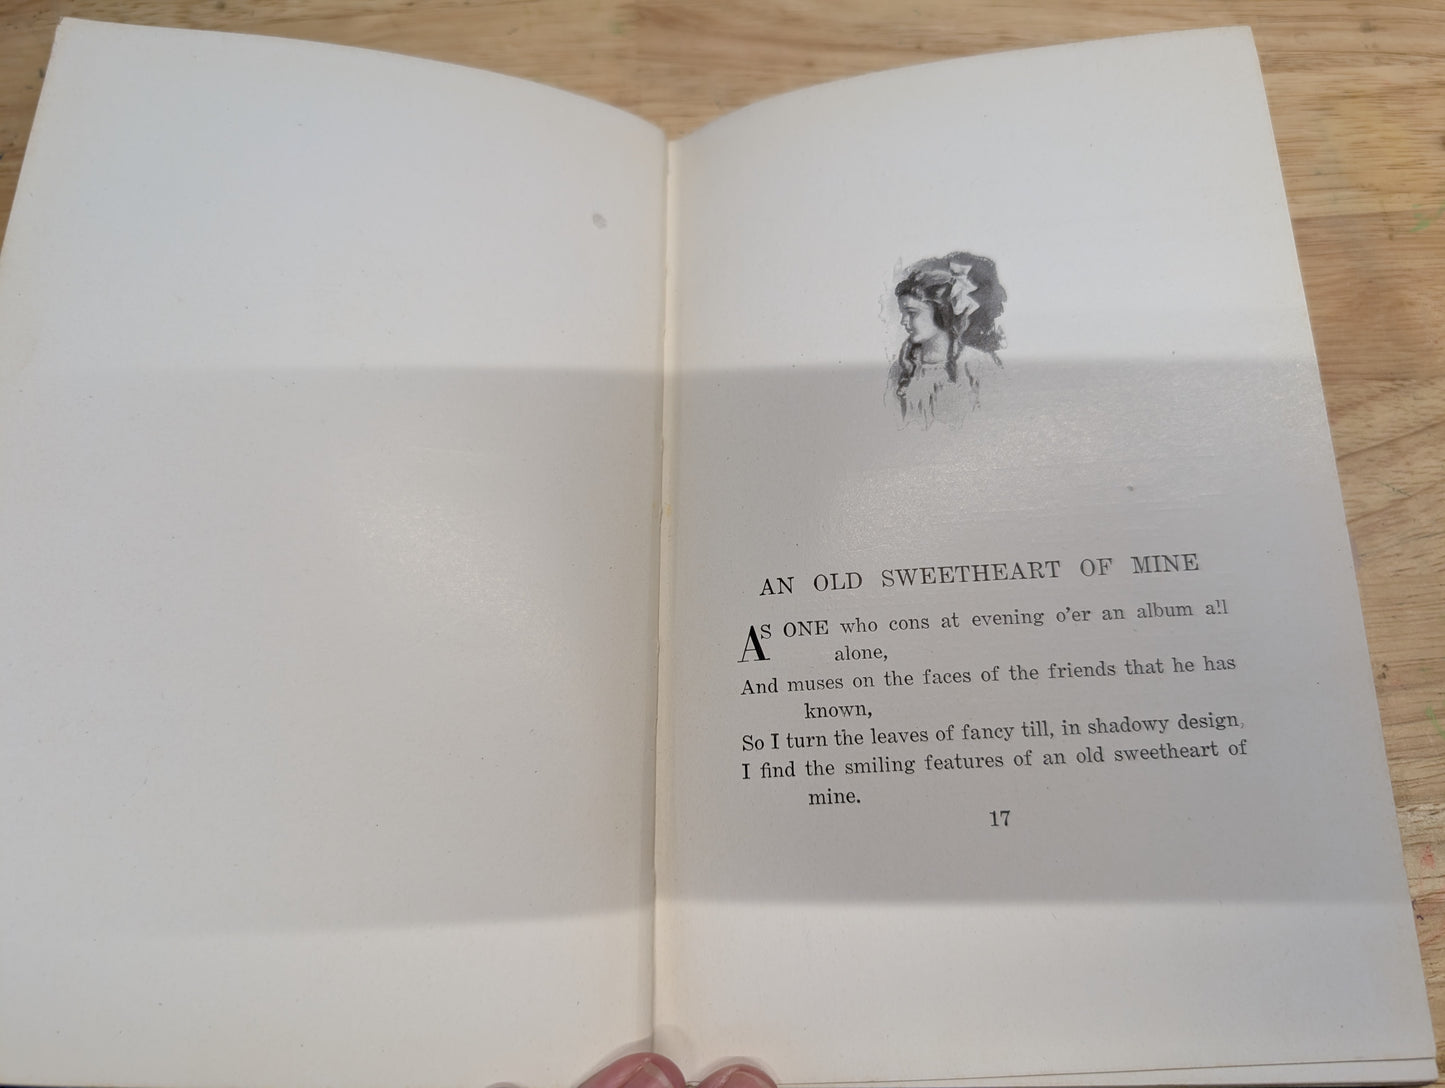 AN OLD SWEETHEART OF MINE
AS ONE who cons at evening o'er an album all
alone,
And muses on the faces of the friends that he has
known,
So I turn the leaves of fancy till, in shadowy design,
I find the smiling features of an old sweetheart of
mine.
17